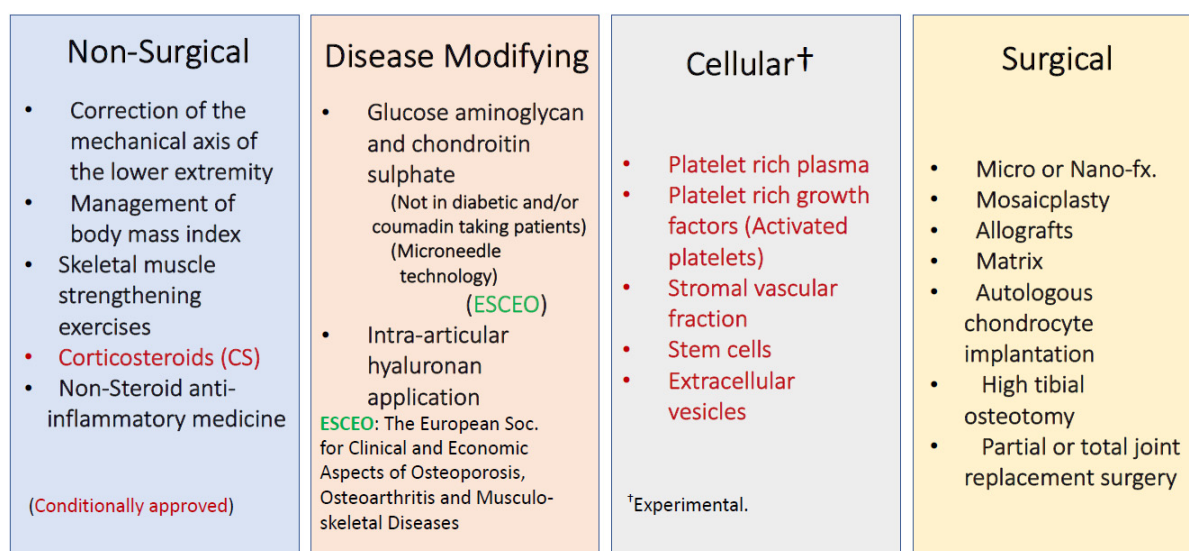 Non-Surgical
• Correction of the
mechanical axis of
the lower extremity
• Management of
body mass index
• Skeletal muscle
strengthening
exercises
• Corticosteroids (CS)
• Non-Steroid anti-
inflammatory medicine
(Conditionally approved)
Disease Modifying
• Glucose aminoglycan
and chondroitin
sulphate
(Not in diabetic and/or
coumadin taking patients)
(Microneedle
technology)
(ESCEO)
• Intra-articular
hyaluronan
application
ESCEO: The European Soc.
for Clinical and Economic
Aspects of Osteoporosis,
Osteoarthritis and Musculo-
skeletal Diseases
Cellular†
• Platelet rich plasma
• Platelet rich growth
factors (Activated
platelets)
• Stromal vascular
fraction
• Stem cells
• Extracellular
vesicles
†Experimental.
Surgical
• Micro or Nano-fx.
• Mosaicplasty
• Allografts
• Matrix
• Autologous
chondrocyte
implantation
• High tibial
osteotomy
• Partial or total joint
replacement surgery